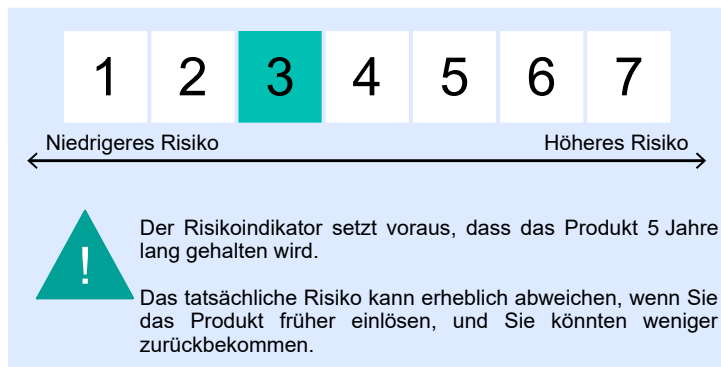 1 2 3 4 5 6 7
Niedrigeres Risiko Höheres Risiko
Der Risikoindikator setzt voraus, dass das Produkt 5 Jahre
lang gehalten wird.
!
Das tatsächliche Risiko kann erheblich abweichen, wenn Sie
das Produkt früher einlösen, und Sie könnten weniger
zurückbekommen.